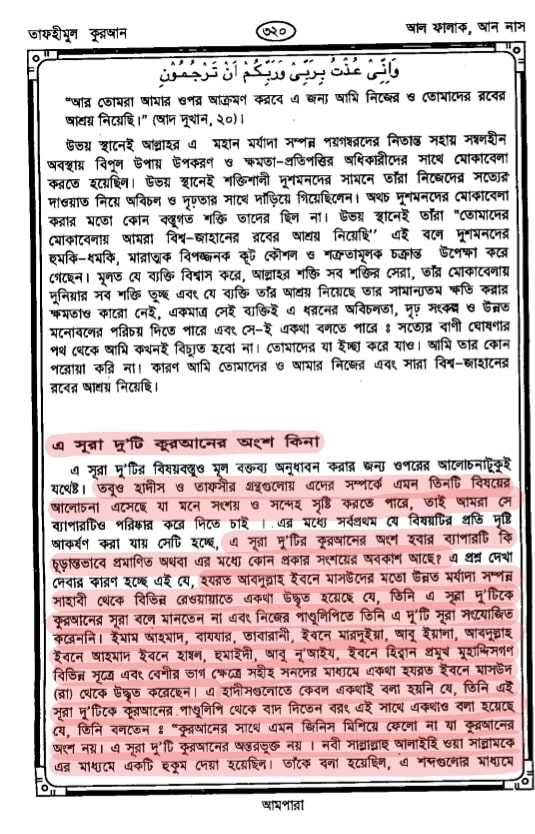 তাফহীমুল কুরআন
৩২০
আল ফালাক, আন নাস
وَاِنِّىْ عُذْتُ بِرَبِّىْ وَرَبِّكُمْ اَنْ تَرْجُمُوْنِ
"আর তোমরা আমার ওপর আক্রমণ করবে এ জন্য আমি নিজের ও তোমাদের রবের
আশ্রয় নিয়েছি।" (আদ দুখান, ২০)।
উভয় স্থানেই আল্লাহর এ মহান মর্যাদা সম্পন্ন পয়গম্বরদের নিতান্ত সহায় সম্বলহীন
অবস্থায় বিপুল উপায় উপকরণ ও ক্ষমতা-প্রতিপত্তির অধিকারীদের সাথে মোকাবেলা
করতে হয়েছিল। উভয় স্থানেই শক্তিশালী দুশমনদের সামনে তাঁরা নিজেদের সত্যের
দাওয়াত নিয়ে অবিচল ও দৃঢ়তার সাথে দাঁড়িয়ে গিয়েছিলেন। অথচ দুশমনদের মোকাবেলা
করার মতো কোন বস্তুগত শক্তি তাদের ছিল না। উভয় স্থানেই তাঁরা "তোমাদের
মোকাবেলায় আমরা বিশ্ব-জাহানের রবের আশ্রয় নিয়েছি" এই বলে দুশমনদের
হুমকি-ধমকি, মারাত্মক বিপজ্জনক কূট কৌশল ও শত্রুতামূলক চক্রান্ত উপেক্ষা করে
গেছেন। মূলত যে ব্যক্তি বিশ্বাস করে, আল্লাহর শক্তি সব শক্তির সেরা, তাঁর মোকাবেলায়
দুনিয়ার সব শক্তি তুচ্ছ এবং যে ব্যক্তি তাঁর আশ্রয় নিয়েছে তার সামান্যতম ক্ষতি করার
ক্ষমতাও কারো নেই, একমাত্র সেই ব্যক্তিই এ ধরনের অবিচলতা, দৃঢ় সংকল্প ও উন্নত
মনোবলের পরিচয় দিতে পারে এবং সে-ই একথা বলতে পারে : সত্যের বাণী ঘোষণার
পথ থেকে আমি কখনই বিচ্যুত হবো না। তোমাদের যা ইচ্ছা করে যাও। আমি তার কোন
পরোয়া করি না। কারণ আমি তোমাদের ও আমার নিজের এবং সারা বিশ্ব-জাহানের
রবের আশ্রয় নিয়েছি।
এ সূরা দু'টি কুরআনের অংশ কিনা
এ সূরা দু'টির বিষয়বস্তুও মূল বক্তব্য অনুধাবন করার জন্য ওপরের আলোচনাটুকুই
যথেষ্ট। তবুও হাদীস ও তাফসীর গ্রন্থগুলোয় এদের সম্পর্কে এমন তিনটি বিষয়ের
আলোচনা এসেছে যা মনে সংশয় ও সন্দেহ সৃষ্টি করতে পারে, তাই আমরা সে
ব্যাপারটিও পরিষ্কার করে দিতে চাই। এর মধ্যে সর্বপ্রথম যে বিষয়টির প্রতি দৃষ্টি
আকর্ষণ করা যায় সেটি হচ্ছে, এ সূরা দু'টির কুরআনের অংশ হবার ব্যাপারটি কি
চূড়ান্তভাবে প্রমাণিত অথবা এর মধ্যে কোন প্রকার সংশয়ের অবকাশ আছে? এ প্রশ্ন দেখা
দেবার কারণ হচ্ছে এই যে, হযরত আবদুল্লাহ ইবনে মাসউদের মতো উন্নত মর্যাদা সম্পন্ন
সাহাবী থেকে বিভিন্ন রেওয়ায়াতে একথা উদ্ধৃত হয়েছে যে, তিনি এ সূরা দু'টিকে
কুরআনের সূরা বলে মানতেন না এবং নিজের পাণ্ডুলিপিতে তিনি এ দু'টি সূরা সংযোজিত
করেননি। ইমাম আহমাদ, বাযযার, তাবারানী, ইবনে মারদুইয়া, আবু ইয়ালা, আবদুল্লাহ
ইবনে আহমাদ ইবনে হাম্বল, হুমাইদী, আবু নু'আইয, ইবনে হিব্বান প্রমুখ মুহাদ্দিসগণ
বিভিন্ন সূত্রে এবং বেশীর ভাগ ক্ষেত্রে সহীহ সনদের মাধ্যমে একথা হযরত ইবনে মাসউদ
(রা) থেকে উদ্ধৃত করেছেন। এ হাদীসগুলোতে কেবল একথাই বলা হয়নি যে, তিনি এই
সূরা দু'টিকে কুরআনের পাণ্ডুলিপি থেকে বাদ দিতেন বরং এই সাথে একথাও বলা হয়েছে
যে, তিনি বলতেন : "কুরআনের সাথে এমন জিনিস মিশিয়ে ফেলো না যা কুরআনের
অংশ নয়। এ সূরা দু'টি কুরআনের অন্তরভুক্ত নয়। নবী সাল্লাল্লাহু আলাইহি ওয়া সাল্লামকে
এর মাধ্যমে একটি হুকুম দেয়া হয়েছিল। তাঁকে বলা হয়েছিল, এ শব্দগুলোর মাধ্যমে
আমপারা